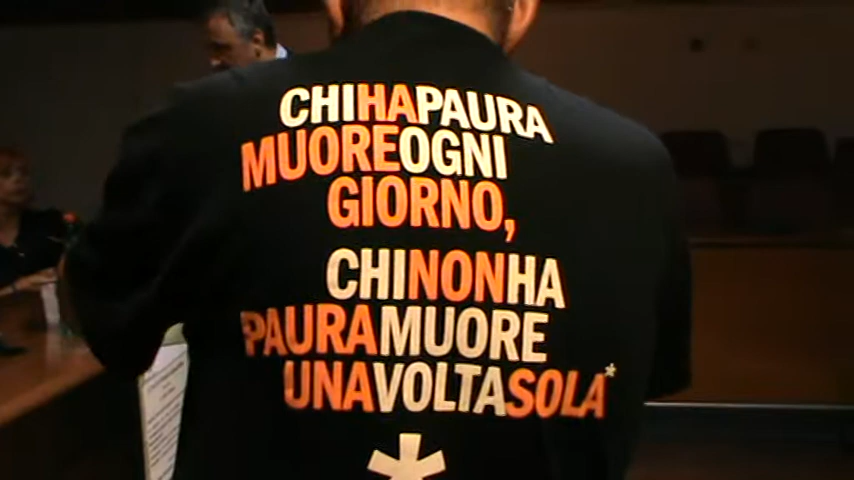 CHIHAPAURA
MUOREOGNI
GIORNO,
CHINONHA
PAURAMUORE
UNAVOLTASOLA*
*